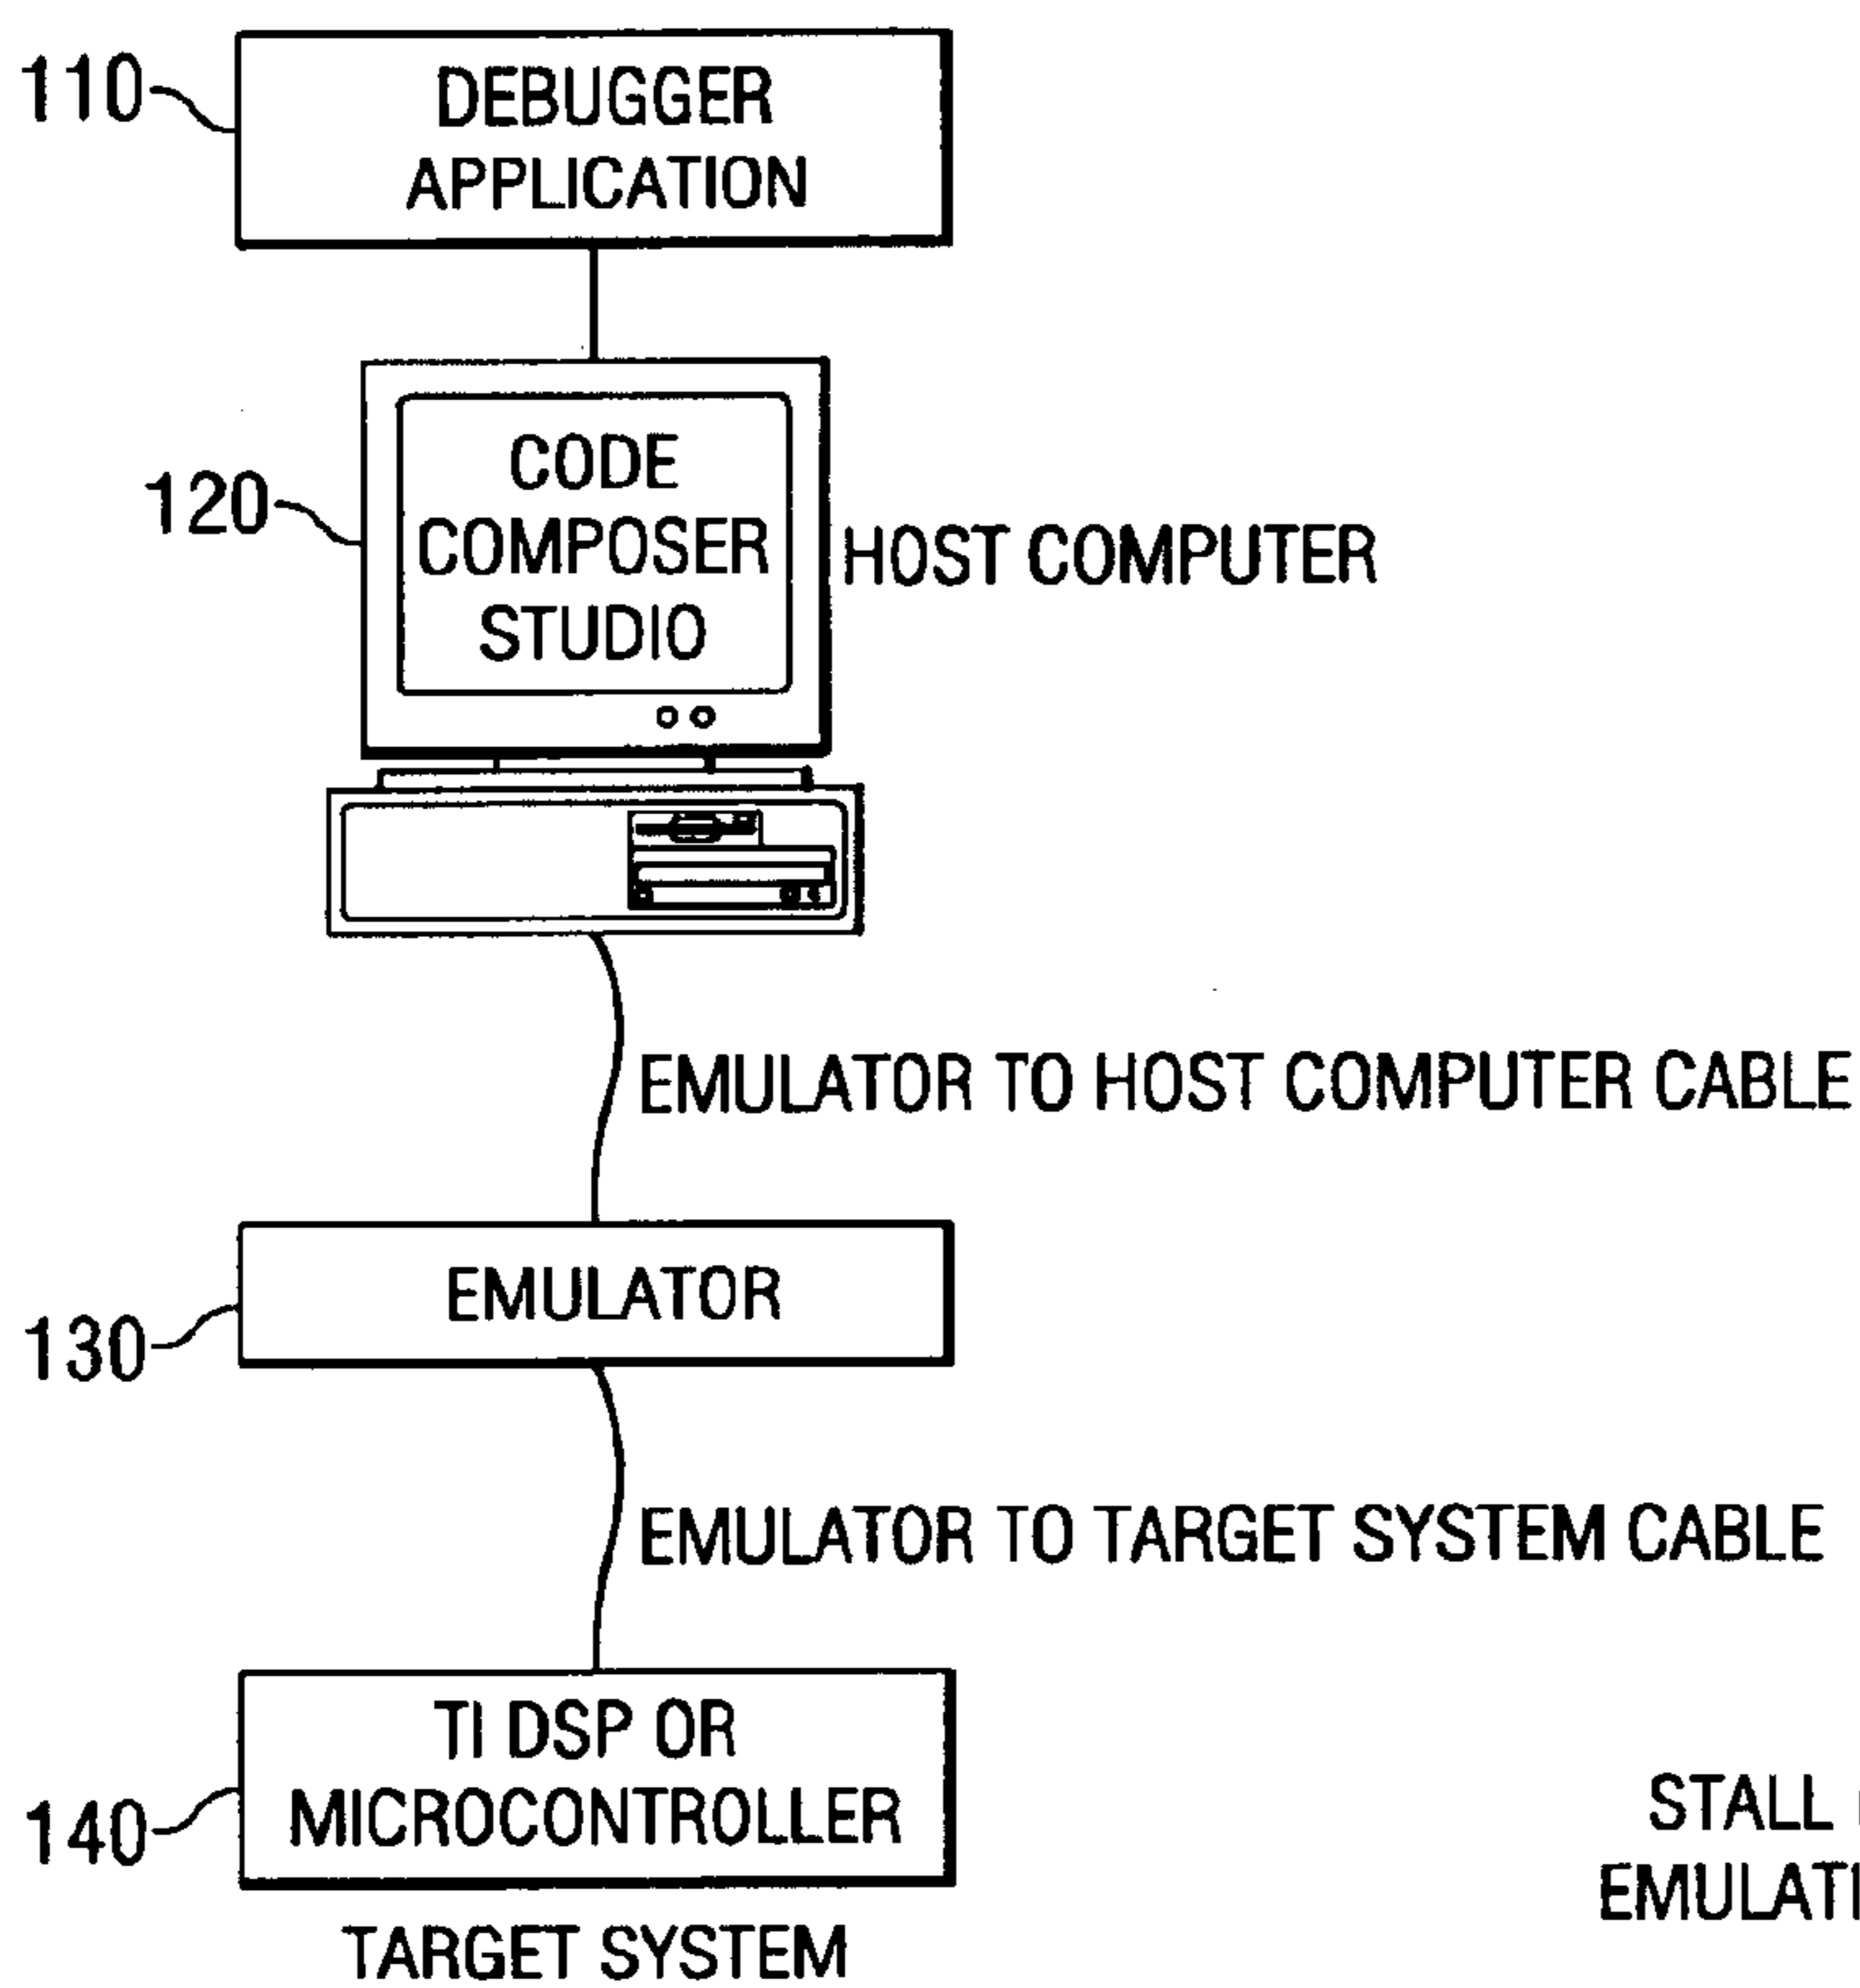 110
DEBUGGER
APPLICATION
120
CODE
COMPOSER
STUDIO
HOST COMPUTER
EMULATOR TO HOST COMPUTER CABLE
EMULATOR
130
EMULATOR TO TARGET SYSTEM CABLE
TI DSP OR
MICROCONTROLLER
140
TARGET SYSTEM
STALL